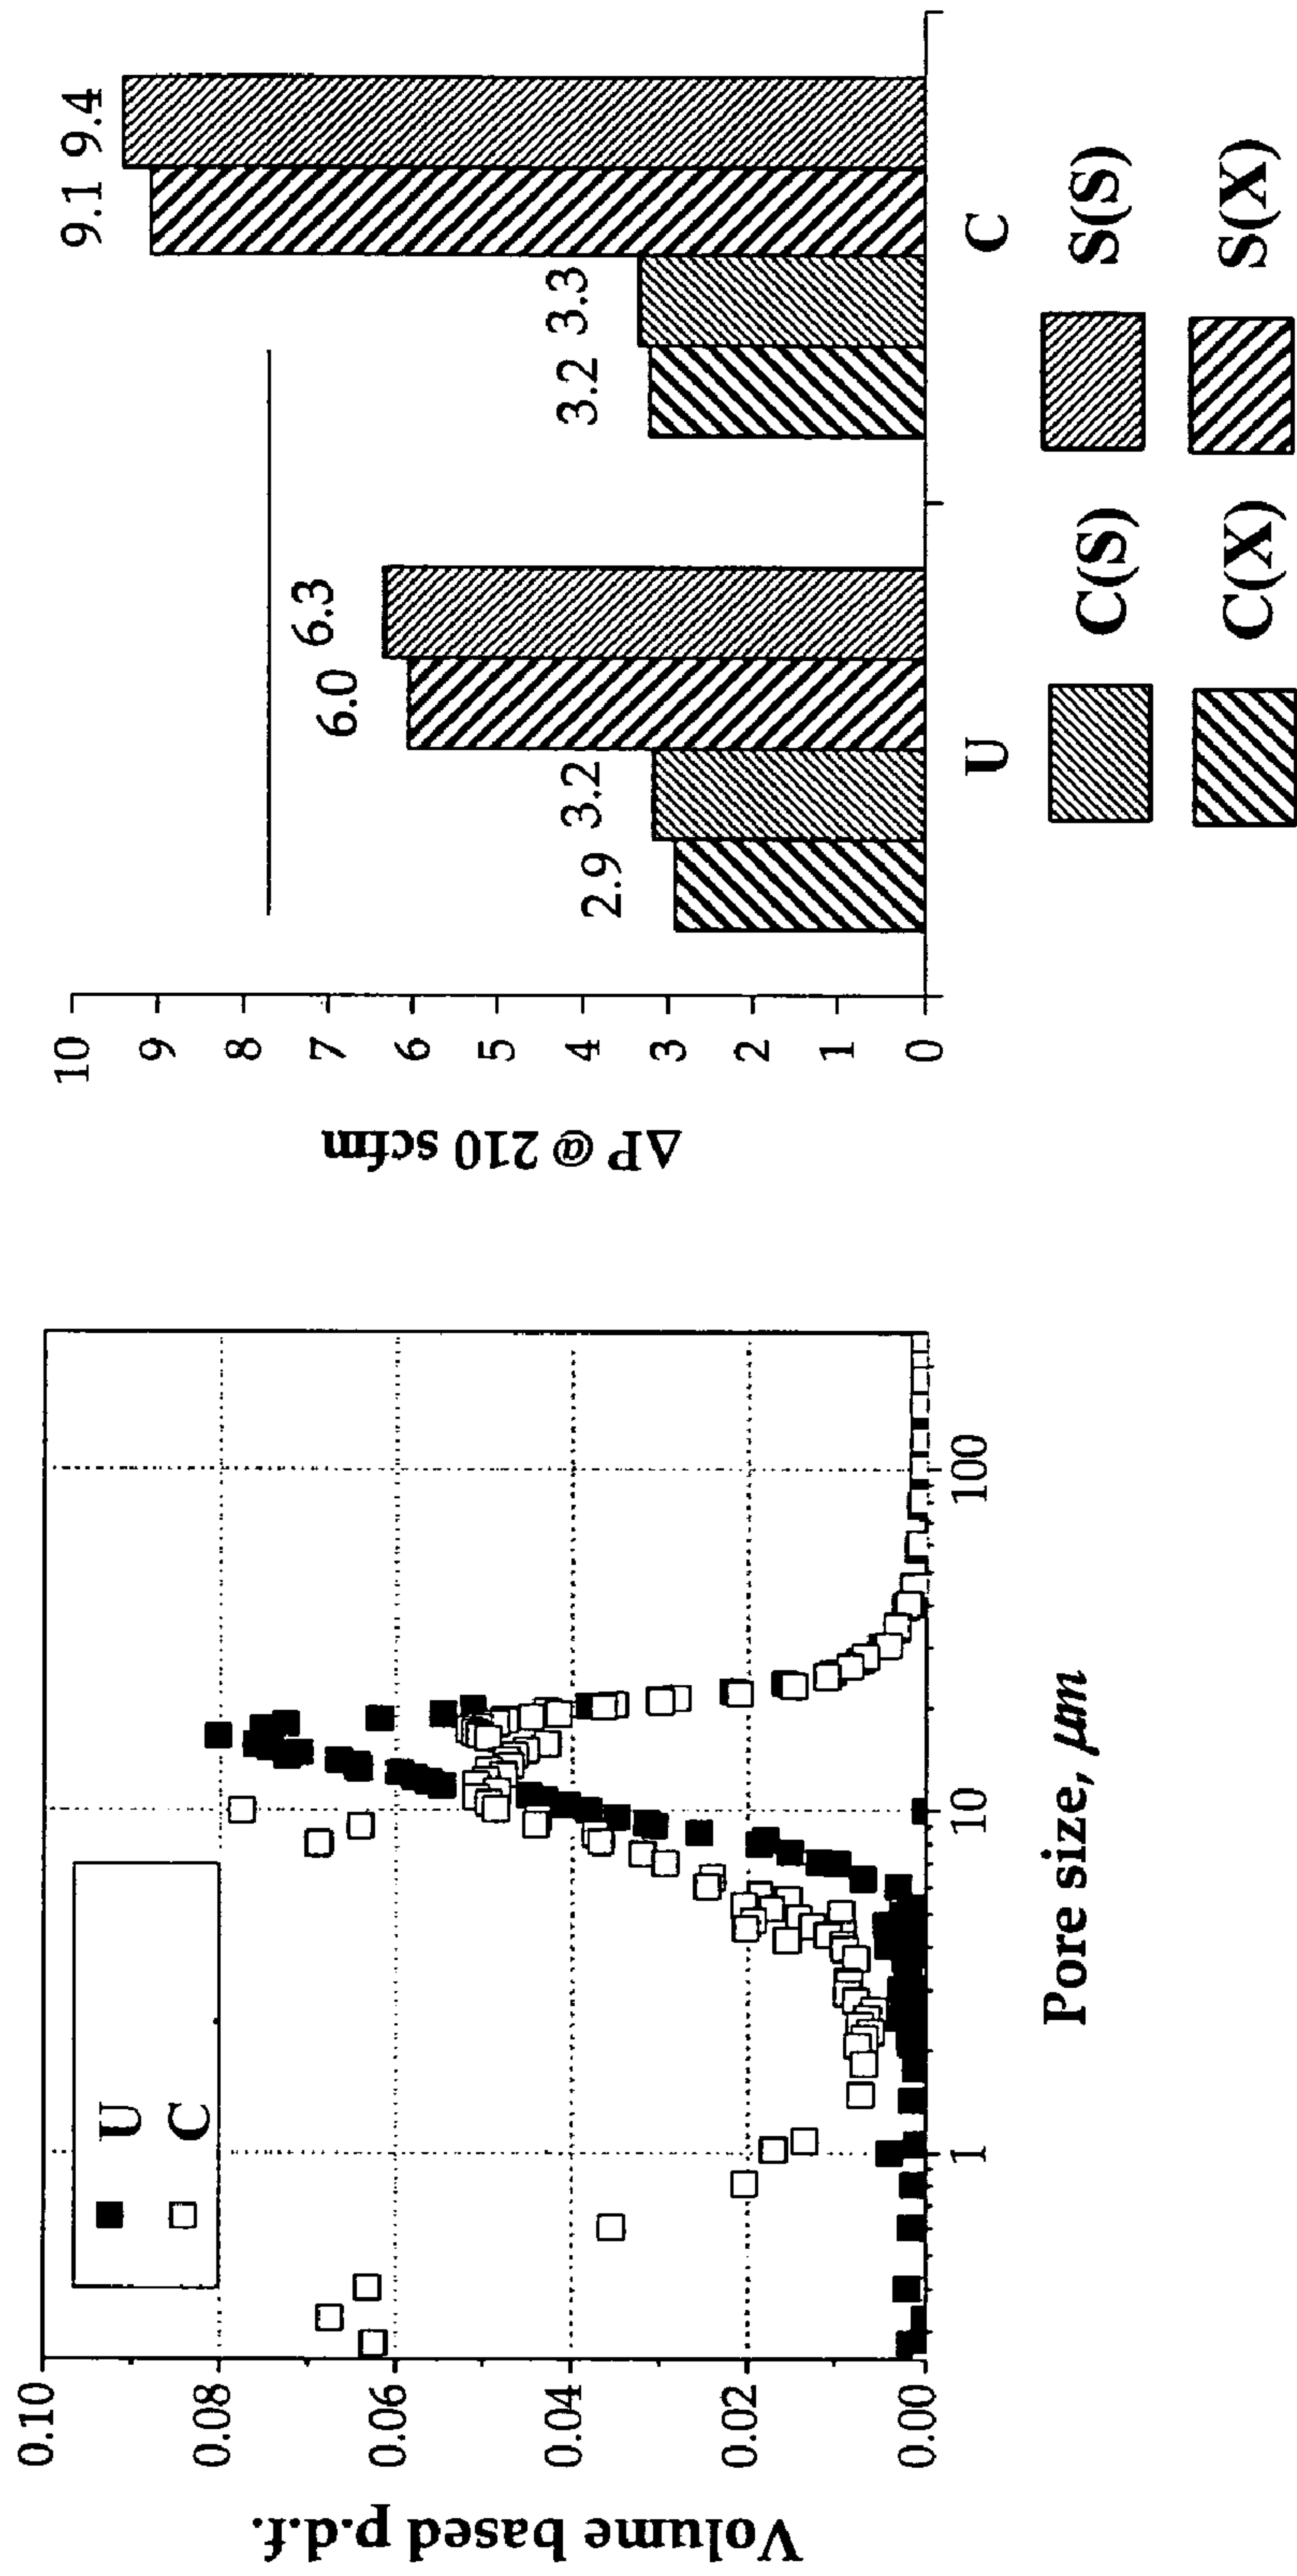 0.10
0.08
0.06
0.04
0.02
0.00
Volume based p.d.f.
U
C
1
10
100
Pore size, μm
10
9
8
7
6
5
4
3
2
1
0
ΔP @ 210 scfm
2.9
3.2
6.0
6.3
3.2
3.3
9.1
9.4
U
C
C(S)
S(S)
C(X)
S(X)